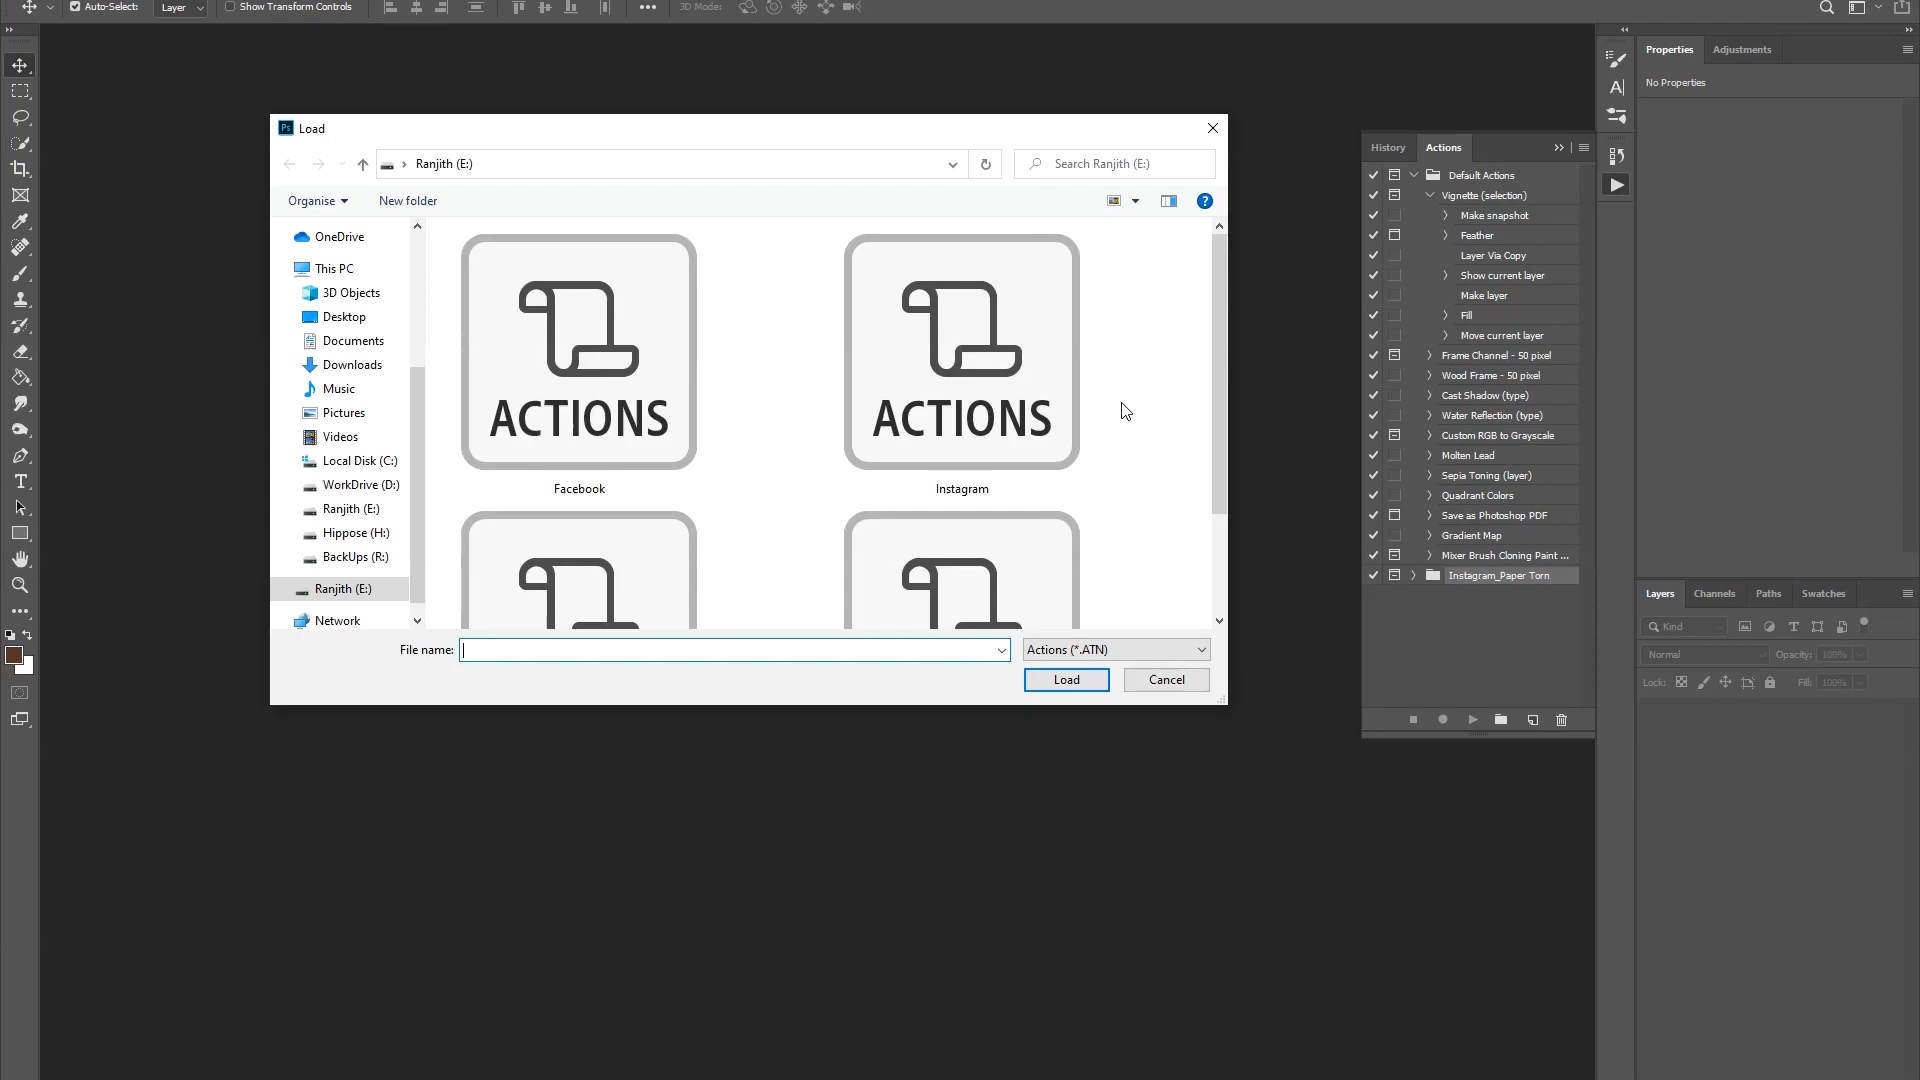 Auto-Select: Layer Show Transform Controls 3D Mode:
Ps Load
Ranjith (E:) Search Ranjith (E:)
Organise New folder
OneDrive
This PC
3D Objects
Desktop
Documents
Downloads
Music
Pictures
Videos
Local Disk (C:)
WorkDrive (D:)
Ranjith (E:)
Hippose (H:)
BackUps (R:)
Ranjith (E:)
Network
ACTIONS ACTIONS
Facebook Instagram
File name: Actions (*.ATN)
Load Cancel
History Actions
Default Actions
Vignette (selection)
Make snapshot
Feather
Layer Via Copy
Show current layer
Make layer
Fill
Move current layer
Frame Channel - 50 pixel
Wood Frame - 50 pixel
Cast Shadow (type)
Water Reflection (type)
Custom RGB to Grayscale
Molten Lead
Sepia Toning (layer)
Quadrant Colors
Save as Photoshop PDF
Gradient Map
Mixer Brush Cloning Paint ...
Instagram_Paper Torn
Properties Adjustments
No Properties
Layers Channels Paths Swatches
Kind
Normal Opacity: 100%
Lock: Fill: 100%